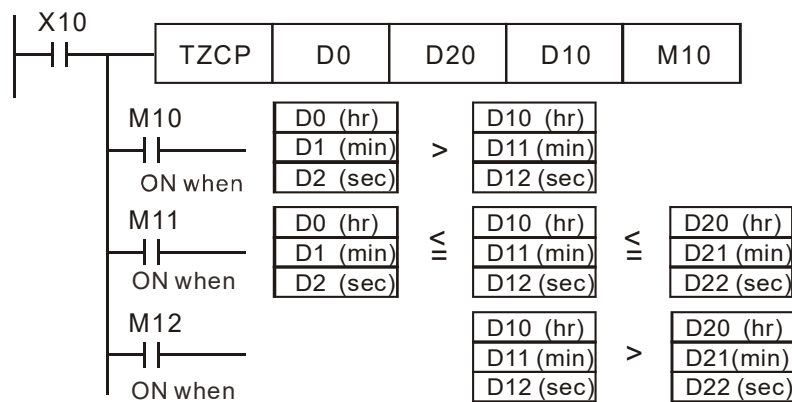 X10
TZCP D0 D20 D10 M10
M10
ON when
D0 (hr)
D1 (min)
D2 (sec)
>
D10 (hr)
D11 (min)
D12 (sec)
M11
ON when
D0 (hr)
D1 (min)
D2 (sec)
≦
D10 (hr)
D11 (min)
D12 (sec)
≦
D20 (hr)
D21 (min)
D22 (sec)
M12
ON when
D10 (hr)
D11 (min)
D12 (sec)
>
D20 (hr)
D21(min)
D22 (sec)